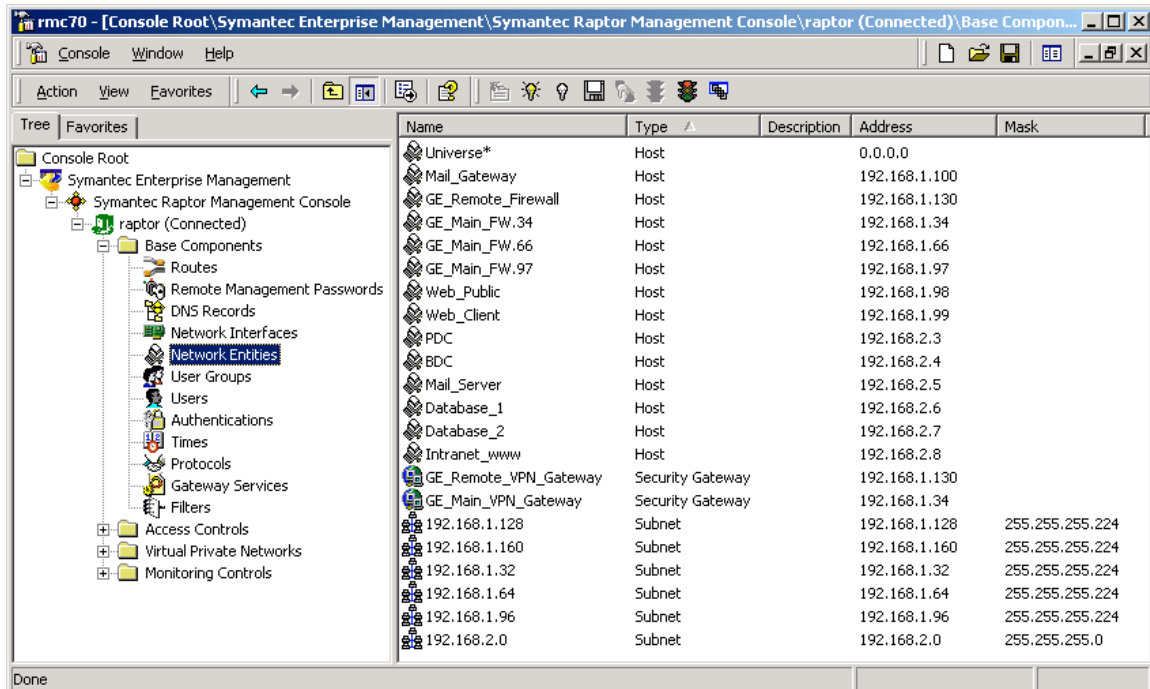 rmc70 - [Console Root\Symantec Enterprise Management\Symantec Raptor Management Console\raptor (Connected)\Base Compon...
Console Window Help
Action View Favorites
Tree Favorites
Console Root
Symantec Enterprise Management
Symantec Raptor Management Console
raptor (Connected)
Base Components
Routes
Remote Management Passwords
DNS Records
Network Interfaces
Network Entities
User Groups
Users
Authentications
Times
Protocols
Gateway Services
Filters
Access Controls
Virtual Private Networks
Monitoring Controls
Name Type Description Address Mask
Universe* Host 0.0.0.0
Mail_Gateway Host 192.168.1.100
GE_Remote_Firewall Host 192.168.1.130
GE_Main_FW.34 Host 192.168.1.34
GE_Main_FW.66 Host 192.168.1.66
GE_Main_FW.97 Host 192.168.1.97
Web_Public Host 192.168.1.98
Web_Client Host 192.168.1.99
PDC Host 192.168.2.3
BDC Host 192.168.2.4
Mail_Server Host 192.168.2.5
Database_1 Host 192.168.2.6
Database_2 Host 192.168.2.7
Intranet_www Host 192.168.2.8
GE_Remote_VPN_Gateway Security Gateway 192.168.1.130
GE_Main_VPN_Gateway Security Gateway 192.168.1.34
192.168.1.128 Subnet 192.168.1.128 255.255.255.224
192.168.1.160 Subnet 192.168.1.160 255.255.255.224
192.168.1.32 Subnet 192.168.1.32 255.255.255.224
192.168.1.64 Subnet 192.168.1.64 255.255.255.224
192.168.1.96 Subnet 192.168.1.96 255.255.255.224
192.168.2.0 Subnet 192.168.2.0 255.255.255.0
Done